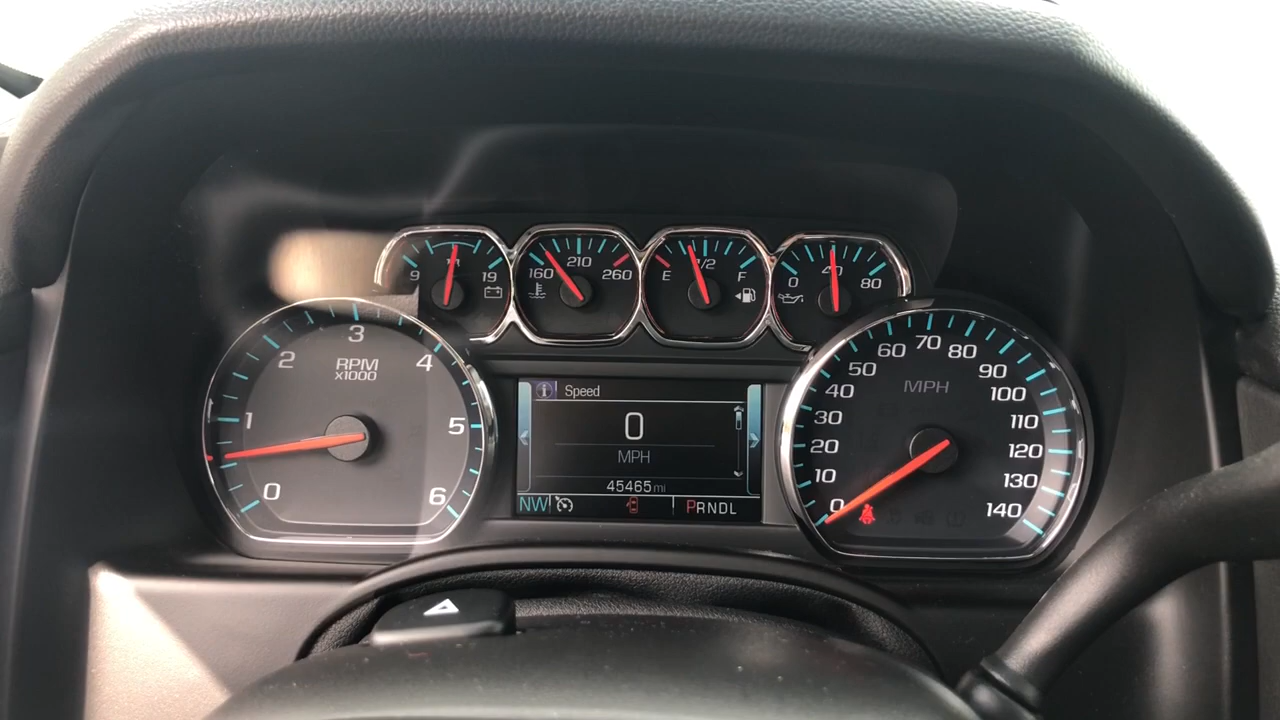 9 19
160 210 260
E 1/2 F
0 40 80
0 1 2 3 4 5 6
RPM
x1000
Speed
0
MPH
45465 mi
NW PRNDL
0 10 20 30 40 50 60 70 80 90 100 110 120 130 140
MPH